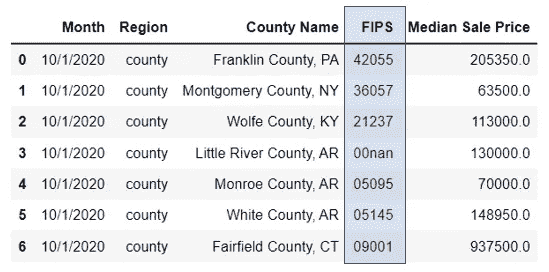 Month Region County Name FIPS Median Sale Price
0 10/1/2020 county Franklin County, PA 42055 205350.0
1 10/1/2020 county Montgomery County, NY 36057 63500.0
2 10/1/2020 county Wolfe County, KY 21237 113000.0
3 10/1/2020 county Little River County, AR 00nan 130000.0
4 10/1/2020 county Monroe County, AR 05095 70000.0
5 10/1/2020 county White County, AR 05145 148950.0
6 10/1/2020 county Fairfield County, CT 09001 937500.0